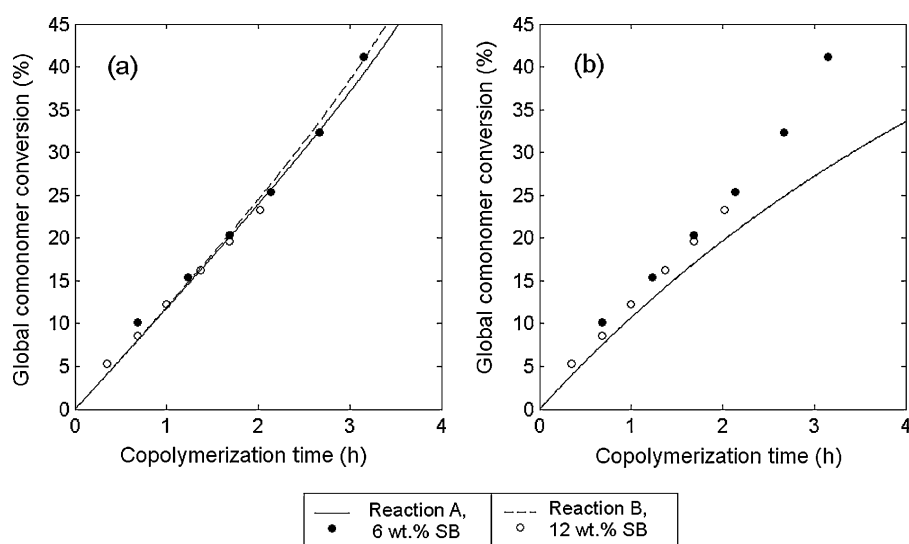 (a)
Global comonomer conversion (%)
45
40
35
30
25
20
15
10
5
0
0 1 2 3 4
Copolymerization time (h)
(b)
Global comonomer conversion (%)
45
40
35
30
25
20
15
10
5
0
0 1 2 3 4
Copolymerization time (h)
Reaction A,
6 wt.% SB
Reaction B,
12 wt.% SB